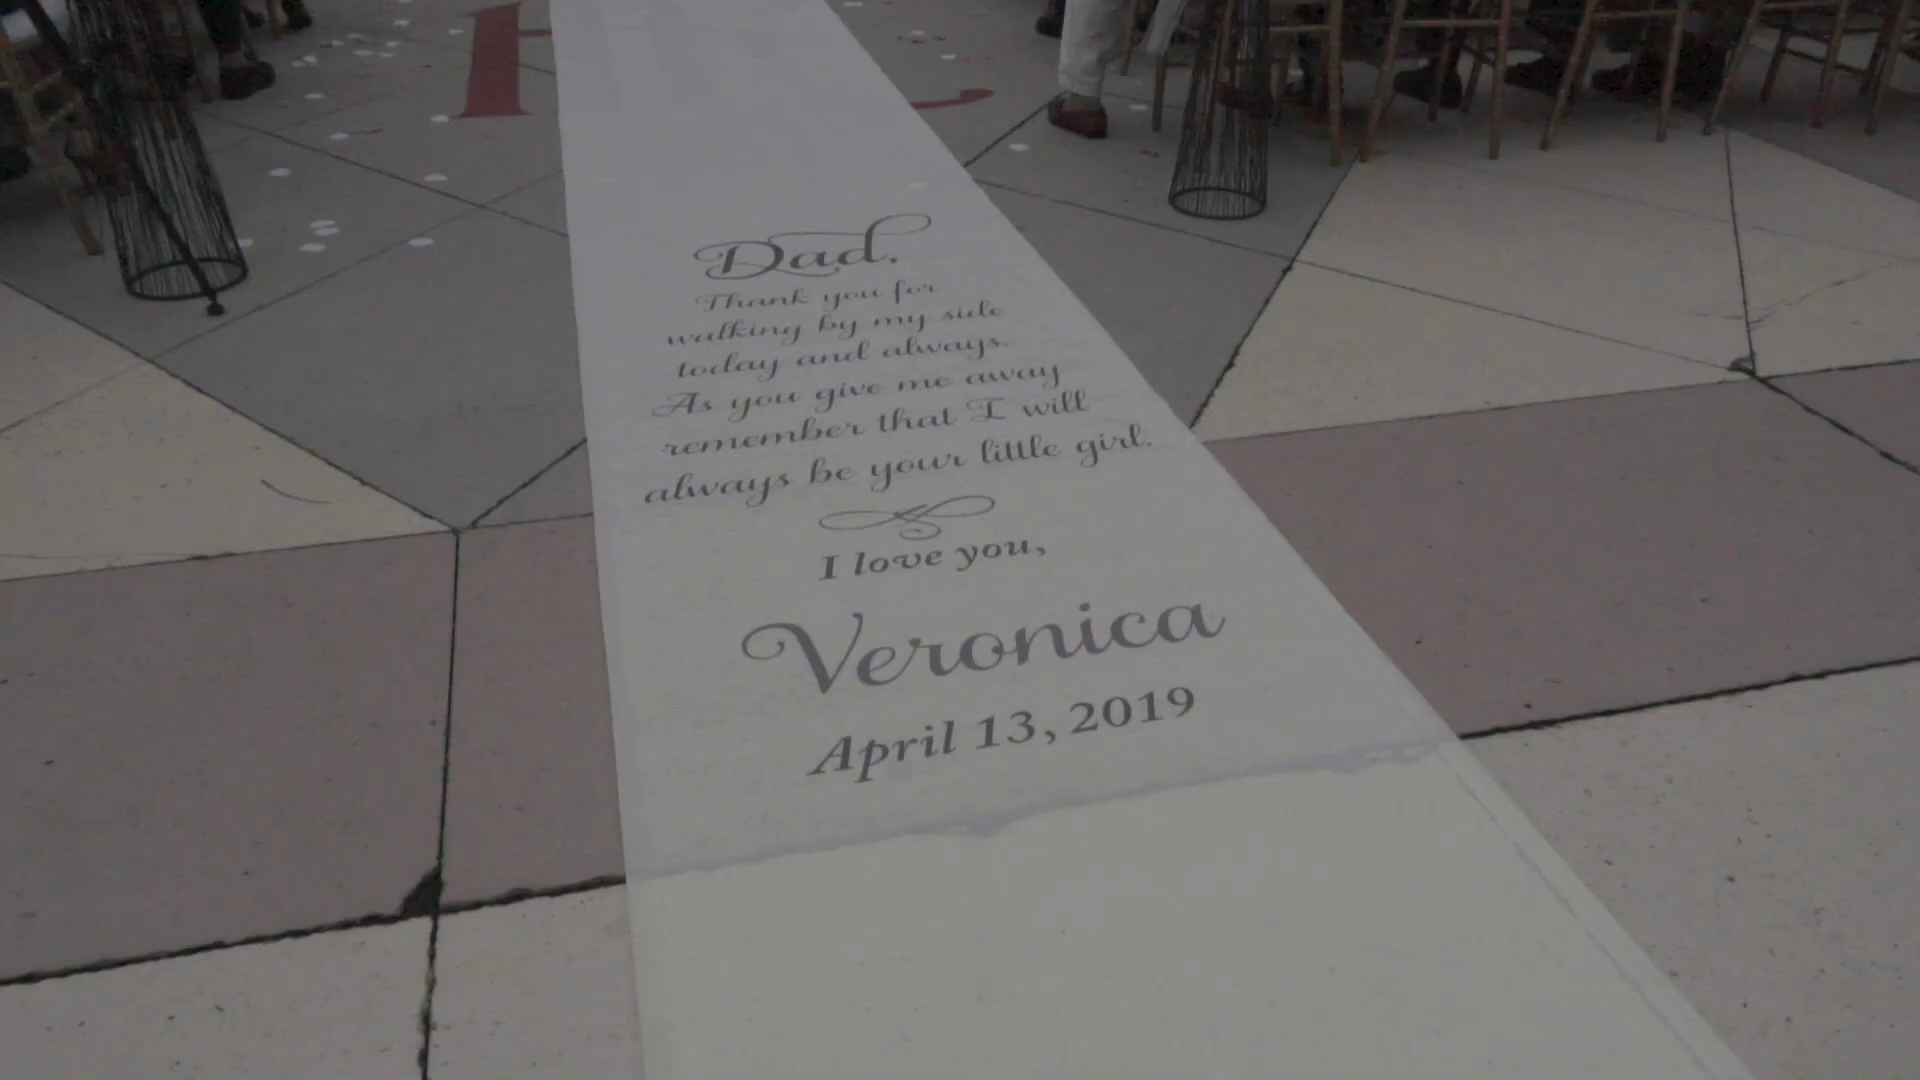 Dad,
Thank you for
walking by my side
today and always.
As you give me away
remember that I will
always be your little girl.
I love you,
Veronica
April 13, 2019